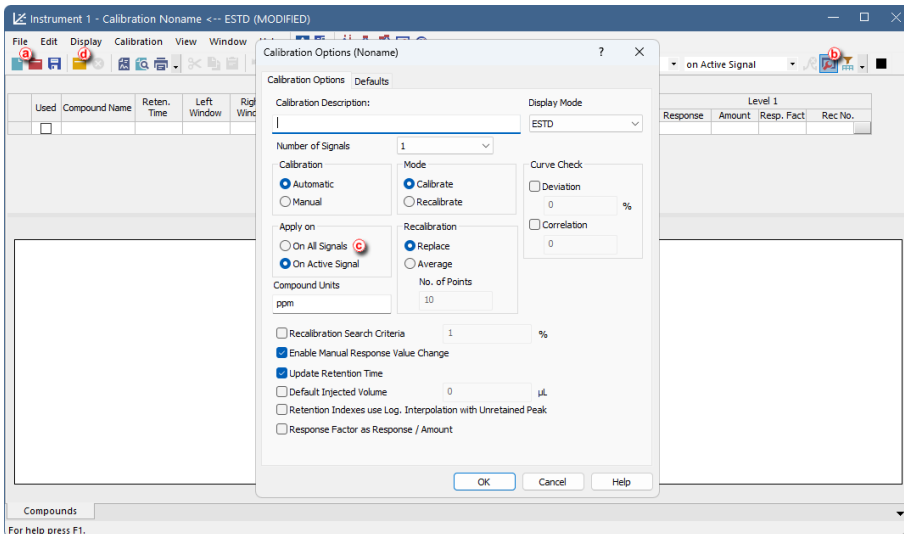 Instrument 1 - Calibration Noname <-- ESTD (MODIFIED)
File Edit Display Calibration View Window
a d b
on Active Signal
Used Compound Name Reten. Time Left Window
Level 1
Response Amount Resp. Fact Rec No.
Calibration Options (Noname) ?
Calibration Options Defaults
Calibration Description: Display Mode
ESTD
Number of Signals 1
Calibration Mode Curve Check
Automatic Calibrate Deviation
Manual Recalibrate 0 %
Apply on Recalibration Correlation
On All Signals c Replace 0
On Active Signal Average
Compound Units No. of Points
ppm 10
Recalibration Search Criteria 1 %
Enable Manual Response Value Change
Update Retention Time
Default Injected Volume 0 µL
Retention Indexes use Log. Interpolation with Unretained Peak
Response Factor as Response / Amount
OK Cancel Help
Compounds
For help press F1.